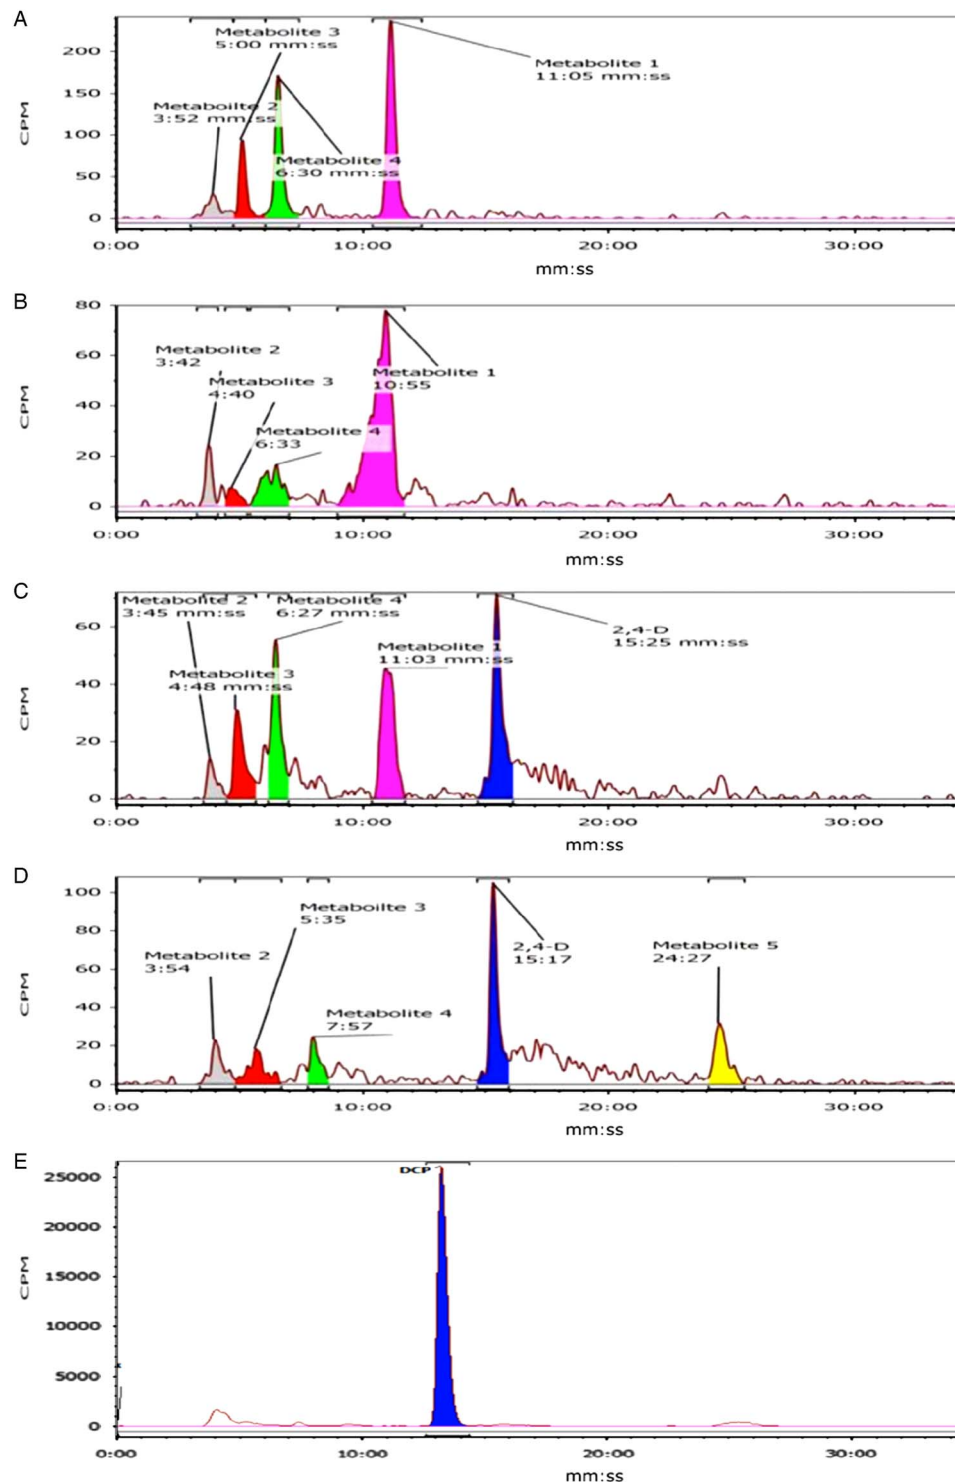 A
Metabolite 3
5:00 mm:ss
Metabolite 1
11:05 mm:ss
Metaboilte 2
3:52 mm:ss
Metabolite 4
6:30 mm:ss
CPM
200
150
100
50
0
0:00 10:00 20:00 30:00
mm:ss
B
Metabolite 2
3:42
Metabolite 3
4:40
Metabolite 1
10:55
Metabolite 4
6:33
CPM
80
60
40
20
0
0:00 10:00 20:00 30:00
mm:ss
C
Metabolite 2
3:45 mm:ss
Metabolite 4
6:27 mm:ss
2,4-D
15:25 mm:ss
Metabolite 1
11:03 mm:ss
Metabolite 3
4:48 mm:ss
CPM
60
40
20
0
0:00 10:00 20:00 30:00
mm:ss
D
Metaboilte 3
5:35
Metabolite 2
3:54
2,4-D
15:17
Metabolite 5
24:27
Metabolite 4
7:57
CPM
100
80
60
40
20
0
0:00 10:00 20:00 30:00
mm:ss
E
DCP
CPM
25000
20000
15000
10000
5000
0
0:00 10:00 20:00 30:00
mm:ss